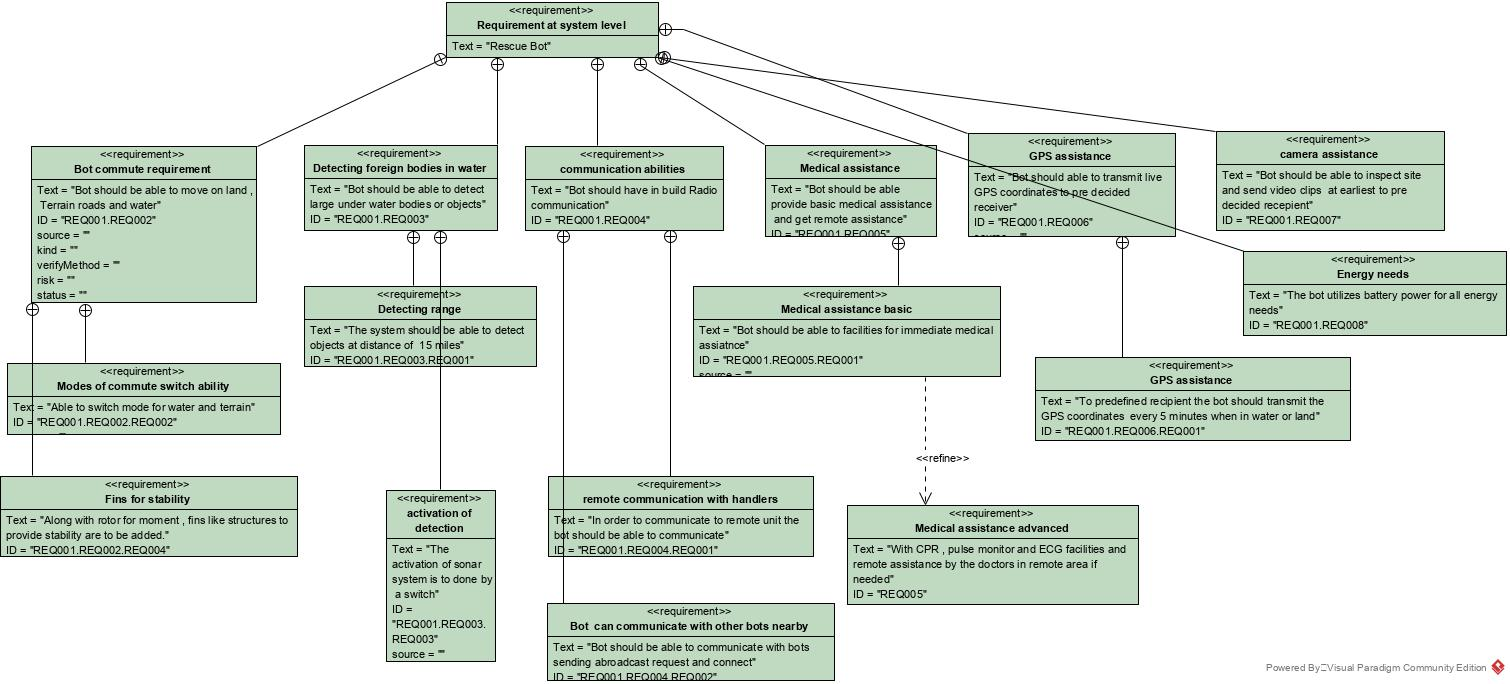 <<requirement>>
Requirement at system level
Text = "Rescue Bot"
<<requirement>>
Bot commute requirement
Text = "Bot should be able to move on land ,
Terrain roads and water"
ID = "REQ001.REQ002"
source = ""
kind = ""
verifyMethod = ""
risk = ""
status = ""
<<requirement>>
Detecting foreign bodies in water
Text = "Bot should be able to detect
large under water bodies or objects"
ID = "REQ001.REQ003"
<<requirement>>
communication abilities
Text = "Bot should have in build Radio
communication"
ID = "REQ001.REQ004"
<<requirement>>
Medical assistance
Text = "Bot should be able
provide basic medical assistance
and get remote assistance"
ID = "REQ001.REQ005"
<<requirement>>
GPS assistance
Text = "Bot should able to transmit live
GPS coordinates to pre decided
receiver"
ID = "REQ001.REQ006"
source = ""
<<requirement>>
camera assistance
Text = "Bot should be able to inspect site
and send video clips at earliest to pre
decided recepient"
ID = "REQ001.REQ007"
<<requirement>>
Energy needs
Text = "The bot utilizes battery power for all energy
needs"
ID = "REQ001.REQ008"
<<requirement>>
Detecting range
Text = "The system should be able to detect
objects at distance of 15 miles"
ID = "REQ001.REQ003.REQ001"
<<requirement>>
Medical assistance basic
Text = "Bot should be able to facilities for immediate medical
assiatnce"
ID = "REQ001.REQ005.REQ001"
source = ""
<<requirement>>
Modes of commute switch ability
Text = "Able to switch mode for water and terrain"
ID = "REQ001.REQ002.REQ002"
<<requirement>>
GPS assistance
Text = "To predefined recipient the bot should transmit the
GPS coordinates every 5 minutes when in water or land"
ID = "REQ001.REQ006.REQ001"
<<refine>>
<<requirement>>
Fins for stability
Text = "Along with rotor for moment , fins like structures to
provide stability are to be added."
ID = "REQ001.REQ002.REQ004"
<<requirement>>
activation of
detection
Text = "The
activation of sonar
system is to done by
a switch"
ID =
"REQ001.REQ003.
REQ003"
source = ""
<<requirement>>
remote communication with handlers
Text = "In order to communicate to remote unit the
bot should be able to communicate"
ID = "REQ001.REQ004.REQ001"
<<requirement>>
Medical assistance advanced
Text = "With CPR , pulse monitor and ECG facilities and
remote assistance by the doctors in remote area if
needed"
ID = "REQ005"
<<requirement>>
Bot can communicate with other bots nearby
Text = "Bot should be able to communicate with bots
sending abroadcast request and connect"
ID = "REQ001.REQ004.REQ002"
Powered By Visual Paradigm Community Edition